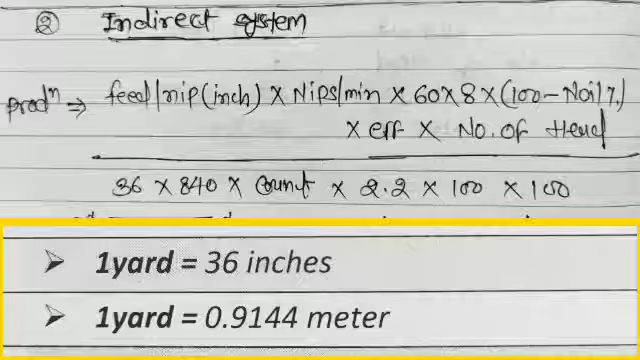 ② Indirect system
prodⁿ ⇒ feed/nip(inch) × Nips/min × 60×8×(100-Noil%)
× eff × No. of Head
36 × 840 × Count × 2.2 × 100 × 100
➤ 1yard = 36 inches
➤ 1yard = 0.9144 meter